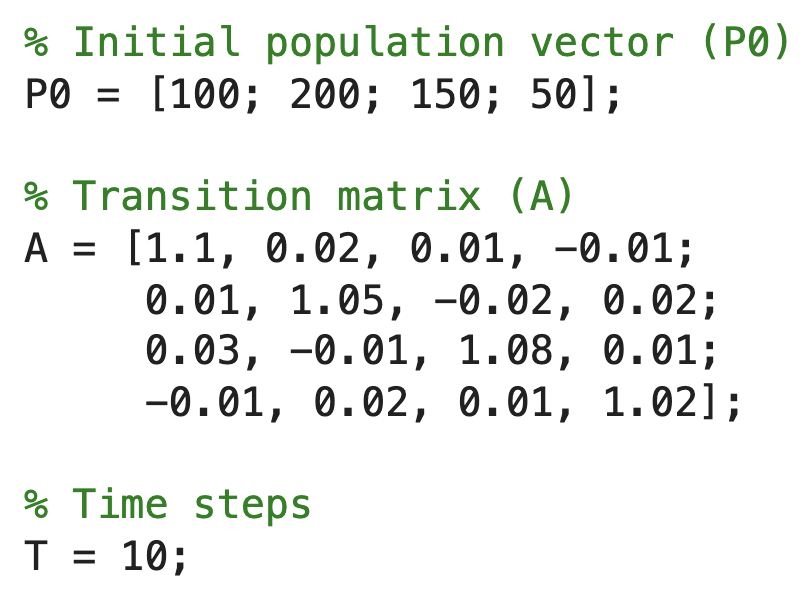 % Initial population vector (P0)
P0 = [100; 200; 150; 50];
% Transition matrix (A)
A = [1.1, 0.02, 0.01, -0.01;
0.01, 1.05, -0.02, 0.02;
0.03, -0.01, 1.08, 0.01;
-0.01, 0.02, 0.01, 1.02];
% Time steps
T = 10;